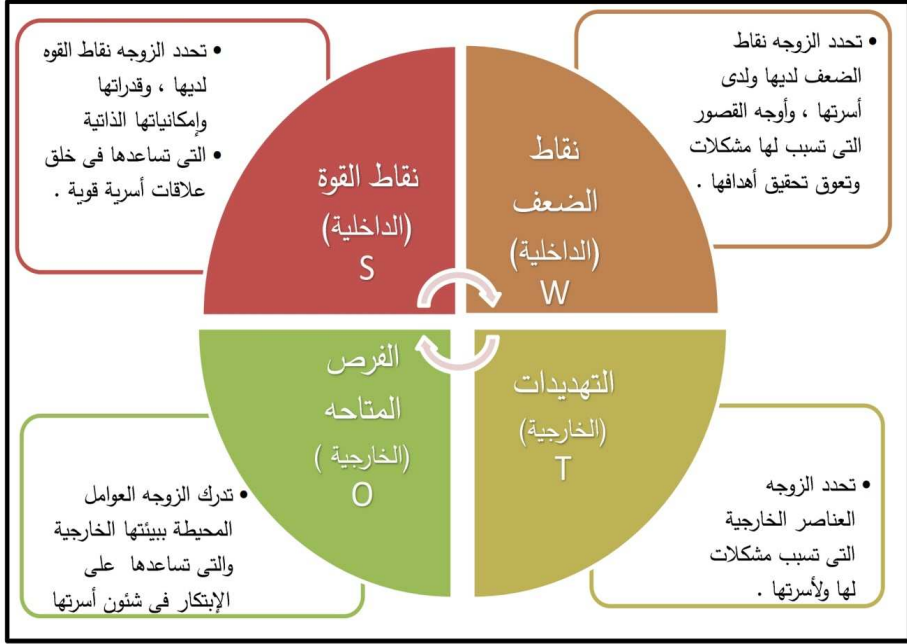 • تحدد الزوجه نقاط القوه
لديها ، وقدراتها
وإمكانياتها الذاتية
• التى تساعدها فى خلق
علاقات أسرية قوية .
نقاط القوة
(الداخلية)
S
• تحدد الزوجه نقاط
الضعف لديها ولدى
أسرتها ، وأوجه القصور
التى تسبب لها مشكلات
وتعوق تحقيق أهدافها .
نقاط
الضعف
(الداخلية)
W
الفرص
المتاحه
(الخارجية )
O
• تدرك الزوجه العوامل
المحيطة ببيئتها الخارجية
والتى تساعدها على
الإبتكار فى شئون أسرتها
التهديدات
(الخارجية)
T
• تحدد الزوجه
العناصر الخارجية
التى تسبب مشكلات
لها ولأسرتها .